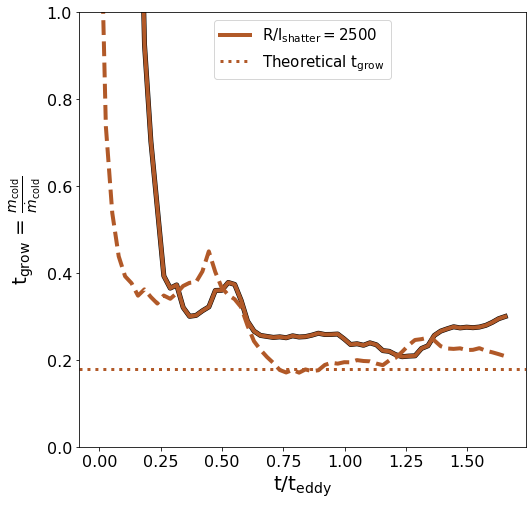 R/l_shatter = 2500
Theoretical t_grow
t_grow = m_cold / ṁ_cold
1.0
0.8
0.6
0.4
0.2
0.0
0.00 0.25 0.50 0.75 1.00 1.25 1.50
t/t_eddy